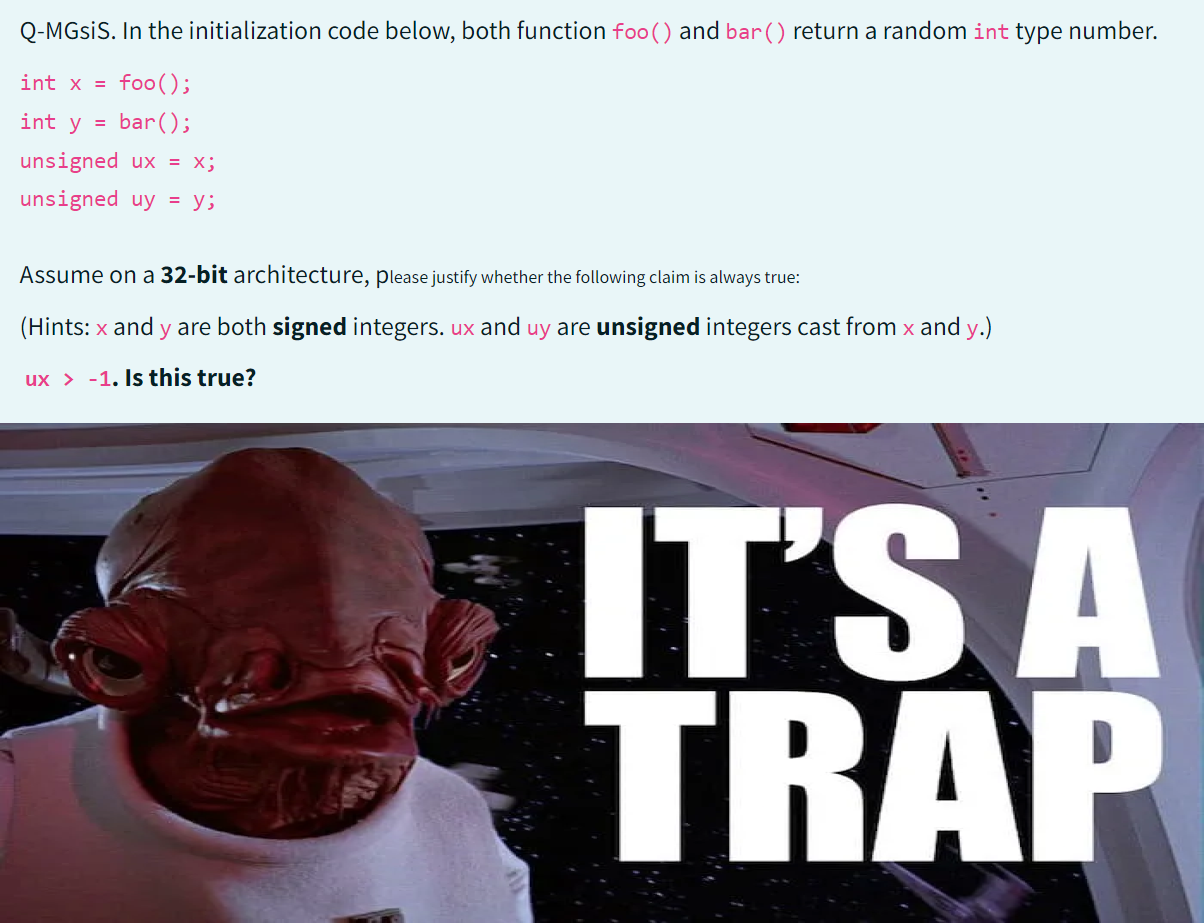 Q-MGsiS. In the initialization code below, both function foo() and bar() return a random int type number.
int x = foo();
int y = bar();
unsigned ux = x;
unsigned uy = y;
Assume on a 32-bit architecture, please justify whether the following claim is always true:
(Hints: x and y are both signed integers. ux and uy are unsigned integers cast from x and y.)
ux > -1. Is this true?
IT'S A
TRAP